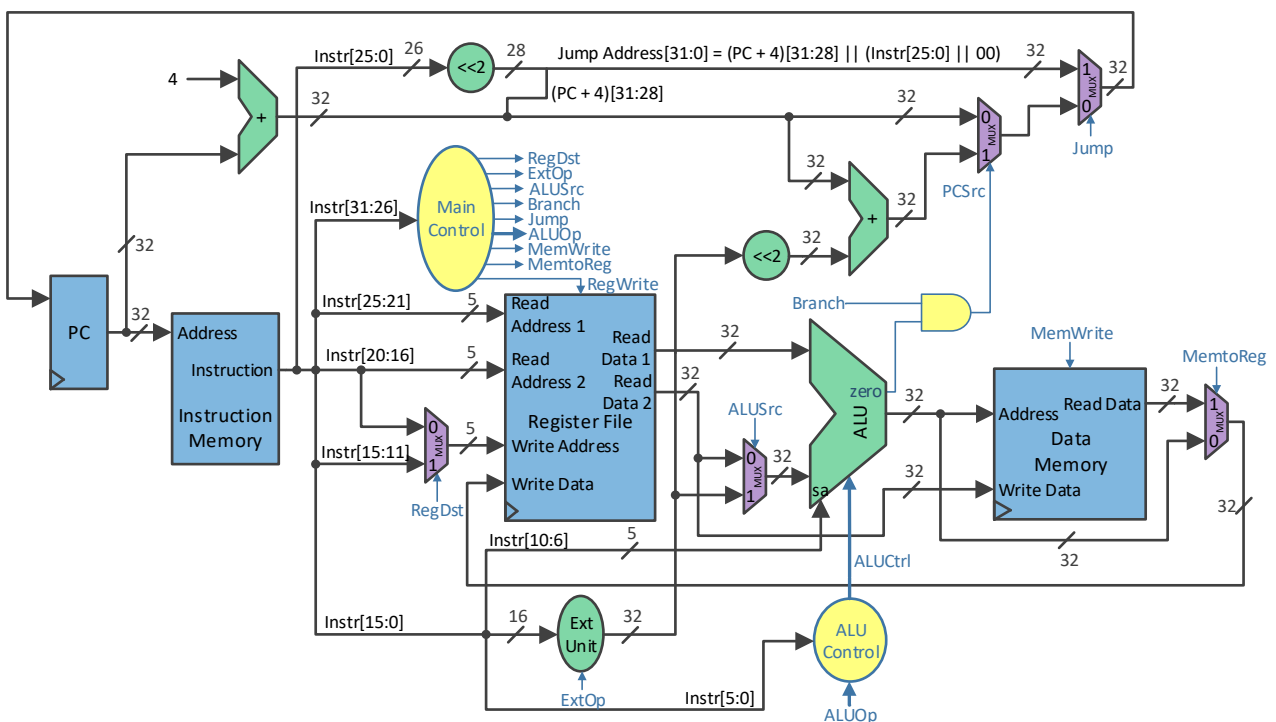 Instr[25:0]
26
<<2
28
Jump Address[31:0] = (PC + 4)[31:28] || (Instr[25:0] || 00)
32
1
MUX
0
32
Jump
4
+
32
(PC + 4)[31:28]
32
0
MUX
1
PCSrc
32
32
+
32
<<2
32
Main
Control
RegDst
ExtOp
ALUSrc
Branch
Jump
ALUOp
MemWrite
MemtoReg
RegWrite
Instr[31:26]
32
PC
32
Address
Instruction
Instruction
Memory
Instr[25:21]
5
Instr[20:16]
5
Instr[15:11]
0
MUX
1
RegDst
5
Read
Address 1
Read
Address 2
Read
Data 1
Read
Data 2
Register File
Write Address
Write Data
32
32
ALUSrc
0
MUX
1
32
zero
ALU
sa
32
Branch
MemWrite
Address
Read Data
Data
Memory
Write Data
32
32
MemtoReg
1
MUX
0
32
32
Instr[10:6]
5
ALUCtrl
Instr[15:0]
16
Ext
Unit
32
ExtOp
ALU
Control
Instr[5:0]
ALUOp